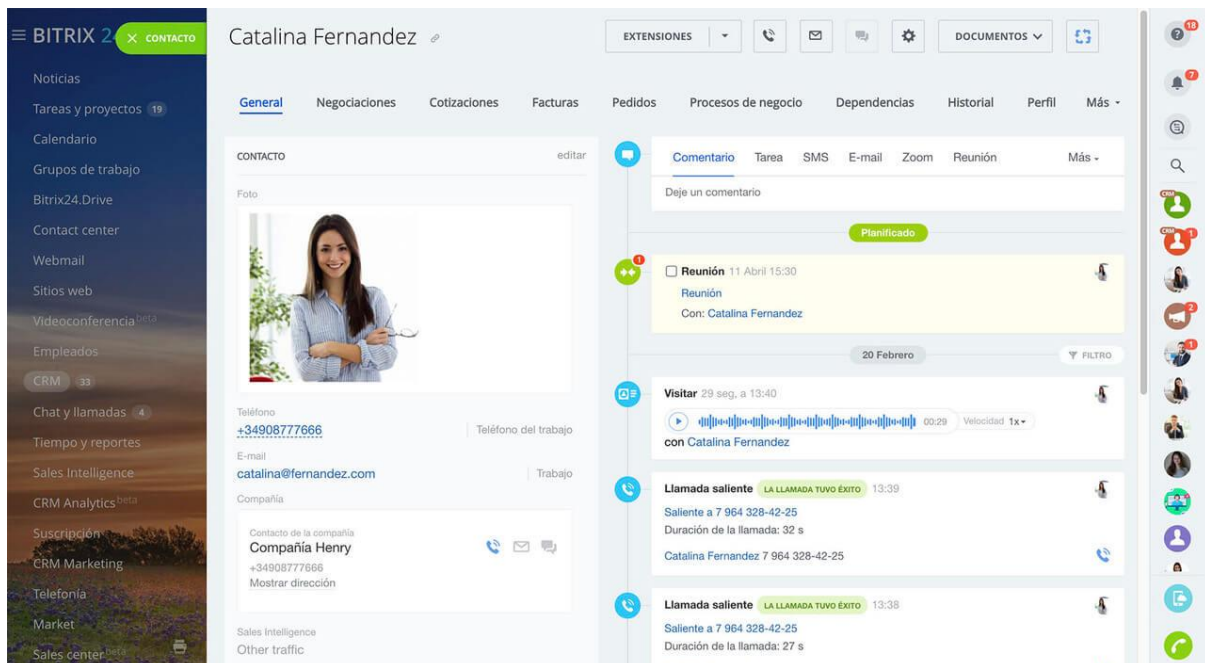 BITRIX 24
CONTACTO
Noticias
Tareas y proyectos 19
Calendario
Grupos de trabajo
Bitrix24.Drive
Contact center
Webmail
Sitios web
Videoconferencia beta
Empleados
CRM 33
Chat y llamadas 4
Tiempo y reportes
Sales Intelligence
CRM Analytics beta
Suscripción
CRM Marketing
Telefonía
Market
Sales center beta
Catalina Fernandez
EXTENSIONES
DOCUMENTOS
General Negociaciones Cotizaciones Facturas Pedidos Procesos de negocio Dependencias Historial Perfil Más
CONTACTO editar
Foto
Teléfono
+34908777666 Teléfono del trabajo
E-mail
catalina@fernandez.com Trabajo
Compañía
Contacto de la compañía
Compañía Henry
+34908777666
Mostrar dirección
Sales Intelligence
Other traffic
Comentario Tarea SMS E-mail Zoom Reunión Más
Deje un comentario
Planificado
1
Reunión 11 Abril 15:30
Reunión
Con: Catalina Fernandez
20 Febrero FILTRO
Visitar 29 seg, a 13:40
00:29 Velocidad 1x
con Catalina Fernandez
Llamada saliente LA LLAMADA TUVO ÉXITO 13:39
Saliente a 7 964 328-42-25
Duración de la llamada: 32 s
Catalina Fernandez 7 964 328-42-25
Llamada saliente LA LLAMADA TUVO ÉXITO 13:38
Saliente a 7 964 328-42-25
Duración de la llamada: 27 s
18
7
CRM
CRM 1
2
1